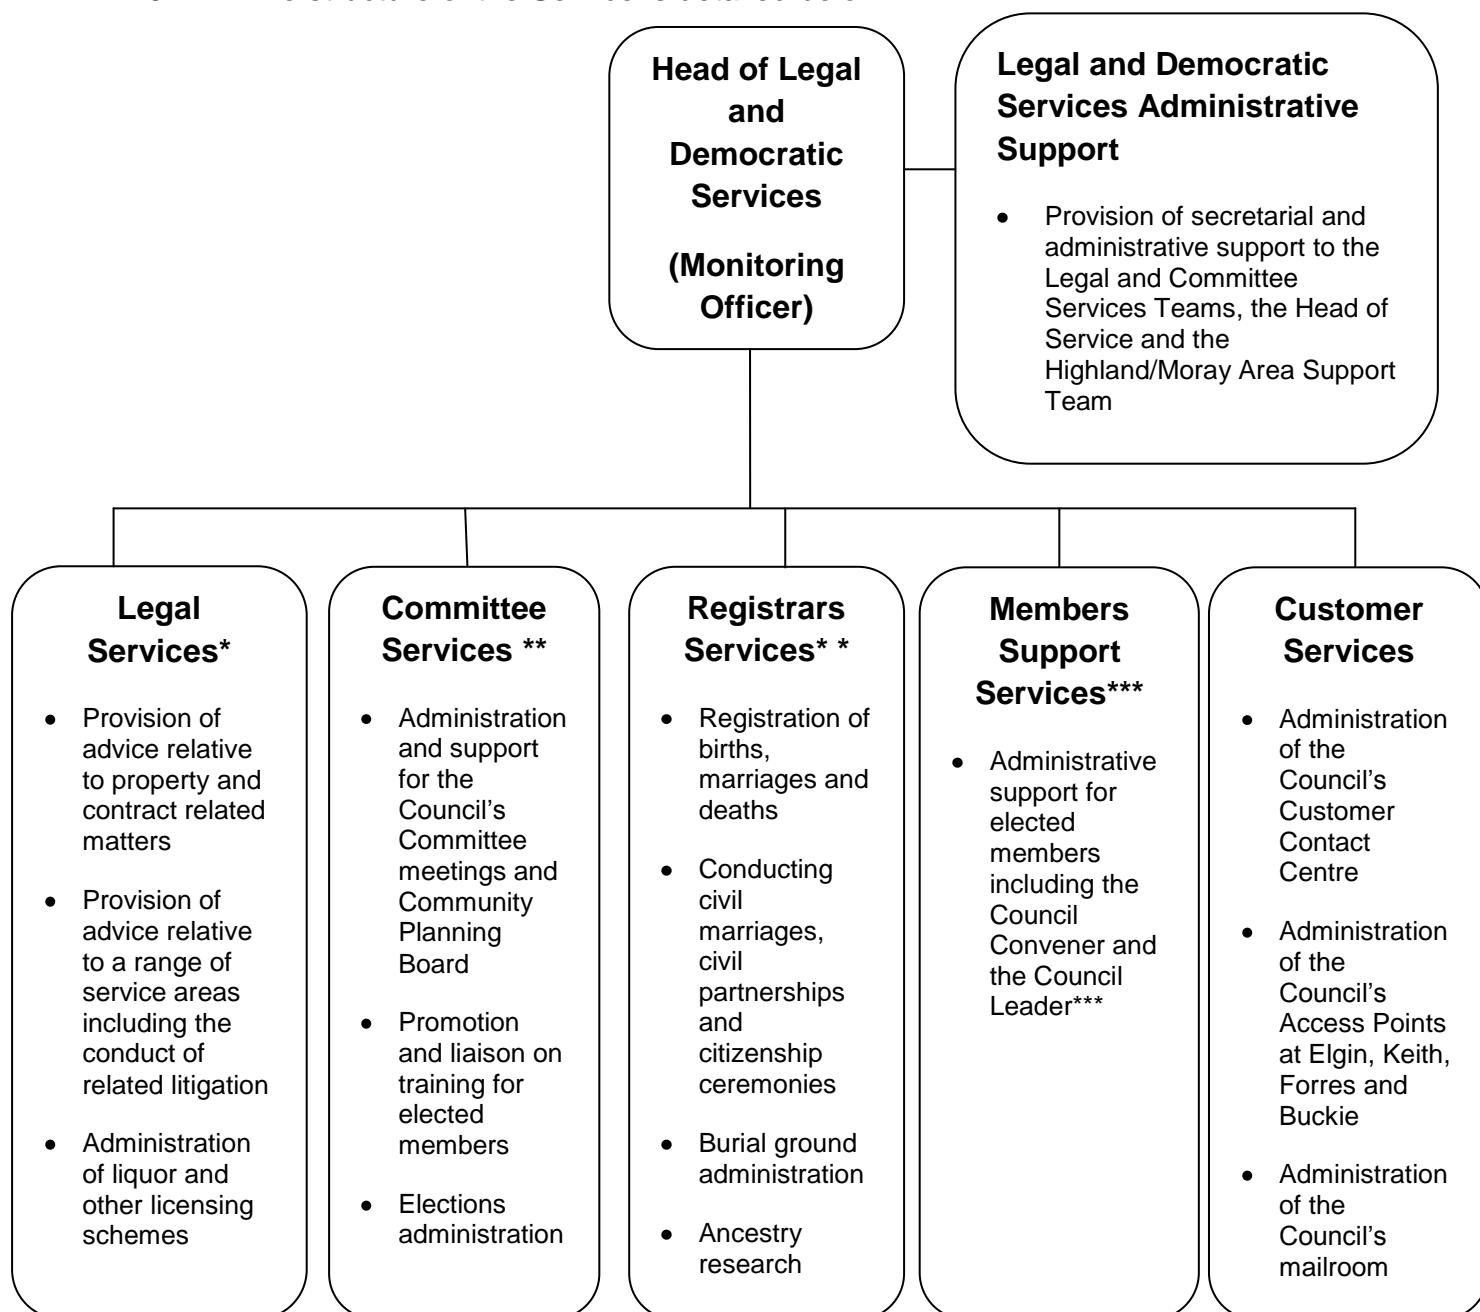 Head of Legal
and
Democratic
Services
(Monitoring
Officer)
Legal and Democratic
Services Administrative
Support
• Provision of secretarial and
administrative support to the
Legal and Committee
Services Teams, the Head of
Service and the
Highland/Moray Area Support
Team
Legal
Services*
• Provision of
advice relative
to property and
contract related
matters
• Provision of
advice relative
to a range of
service areas
including the
conduct of
related litigation
• Administration
of liquor and
other licensing
schemes
Committee
Services **
• Administration
and support
for the
Council’s
Committee
meetings and
Community
Planning
Board
• Promotion
and liaison on
training for
elected
members
• Elections
administration
Registrars
Services* *
• Registration of
births,
marriages and
deaths
• Conducting
civil
marriages,
civil
partnerships
and
citizenship
ceremonies
• Burial ground
administration
• Ancestry
research
Members
Support
Services***
• Administrative
support for
elected
members
including the
Council
Convener and
the Council
Leader***
Customer
Services
• Administration
of the
Council’s
Customer
Contact
Centre
• Administration
of the
Council’s
Access Points
at Elgin, Keith,
Forres and
Buckie
• Administration
of the
Council’s
mailroom